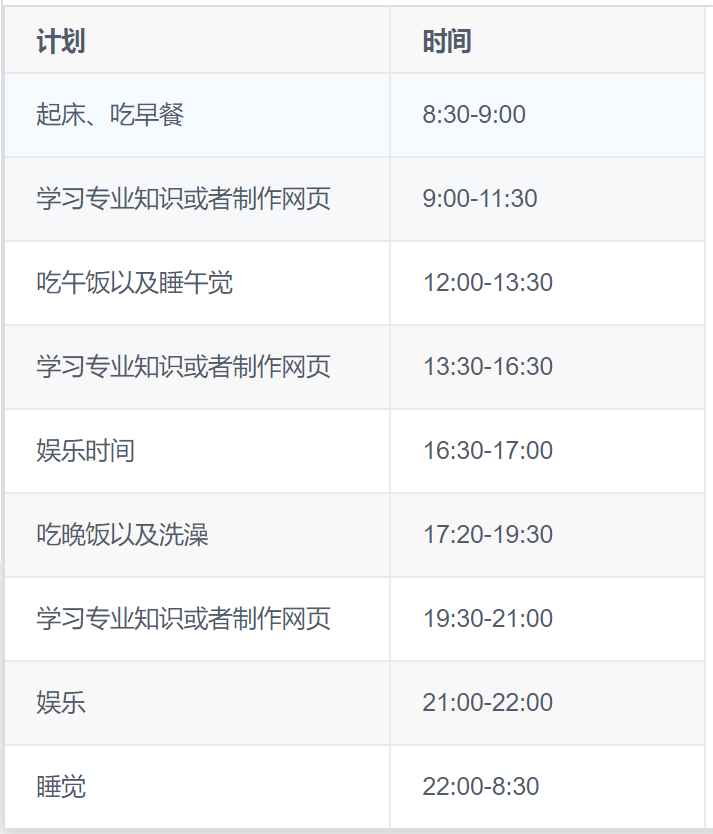 计划 时间
起床、吃早餐 8:30-9:00
学习专业知识或者制作网页 9:00-11:30
吃午饭以及睡午觉 12:00-13:30
学习专业知识或者制作网页 13:30-16:30
娱乐时间 16:30-17:00
吃晚饭以及洗澡 17:20-19:30
学习专业知识或者制作网页 19:30-21:00
娱乐 21:00-22:00
睡觉 22:00-8:30